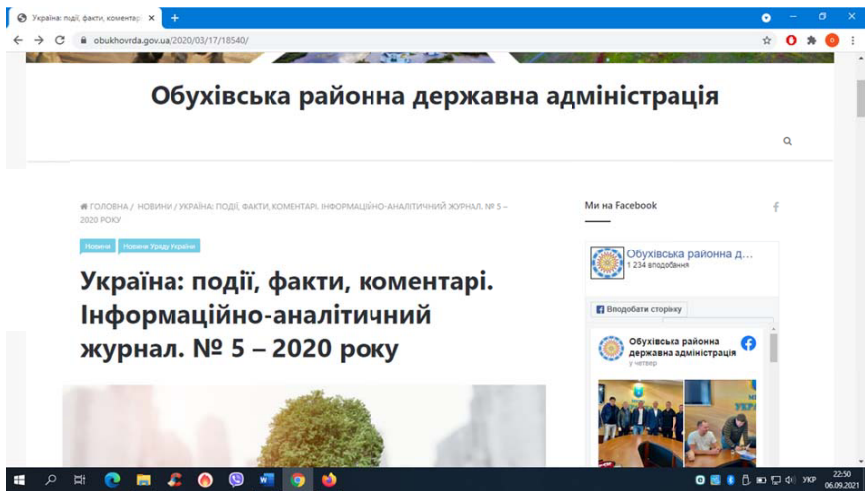 Україна: події, факти, коментарі
obukhovrda.gov.ua/2020/03/17/18540/
Обухівська районна державна адміністрація
ГОЛОВНА / НОВИНИ / УКРАЇНА: ПОДІЇ, ФАКТИ, КОМЕНТАРІ. ІНФОРМАЦІЙНО-АНАЛІТИЧНИЙ ЖУРНАЛ. № 5 –
2020 РОКУ
Новини Новини Уряду України
Україна: події, факти, коментарі.
Інформаційно-аналітичний
журнал. № 5 – 2020 року
Ми на Facebook
Обухівська районна д...
1 234 вподобання
Вподобати сторінку
Обухівська районна
державна адміністрація
у четвер
УКР
22:50
06.09.2021